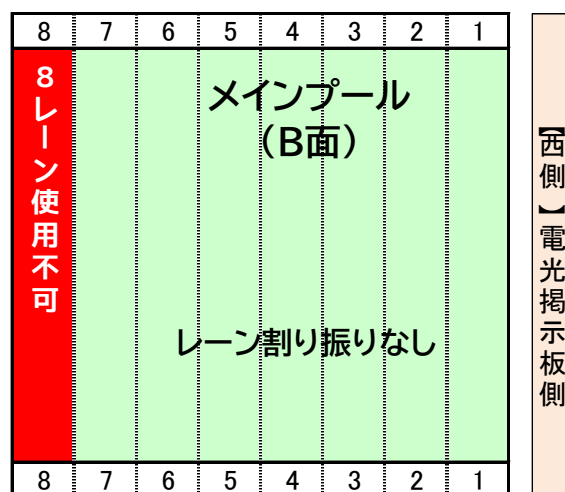 8 7 6 5 4 3 2 1
8レーン使用不可
メインプール
（B面）
レーン割り振りなし
8 7 6 5 4 3 2 1
【西側】電光掲示板側